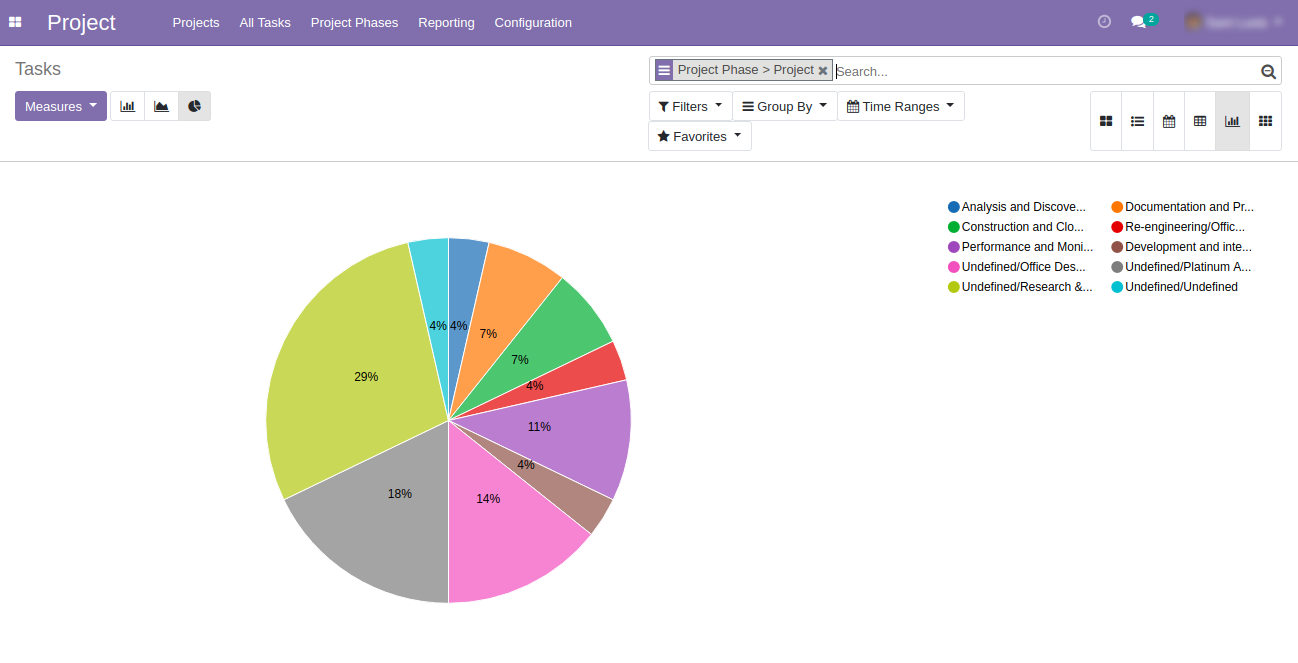 Project Projects All Tasks Project Phases Reporting Configuration 2
Tasks
Project Phase > Project Search...
Measures
Filters Group By Time Ranges
Favorites
Analysis and Discove... Documentation and Pr...
Construction and Clo... Re-engineering/Offic...
Performance and Moni... Development and inte...
Undefined/Office Des... Undefined/Platinum A...
Undefined/Research &... Undefined/Undefined
4% 4%
7%
7%
29%
4%
11%
4%
18%
14%